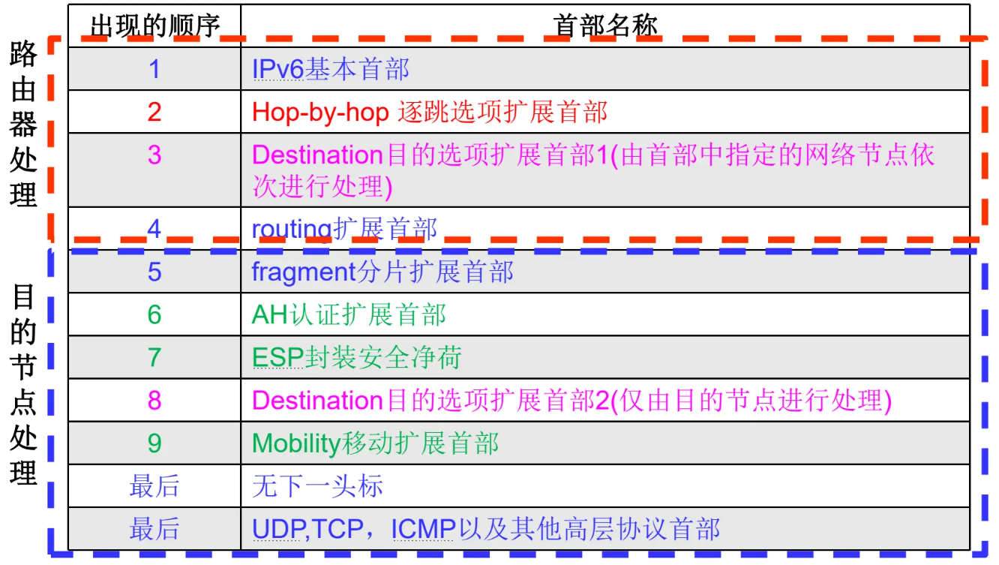 出现的顺序 首部名称
路由器处理
1 IPv6基本首部
2 Hop-by-hop 逐跳选项扩展首部
3 Destination目的选项扩展首部1(由首部中指定的网络节点依
次进行处理)
4 routing扩展首部
目的节点处理
5 fragment分片扩展首部
6 AH认证扩展首部
7 ESP封装安全净荷
8 Destination目的选项扩展首部2(仅由目的节点进行处理)
9 Mobility移动扩展首部
最后 无下一头标
最后 UDP,TCP，ICMP以及其他高层协议首部